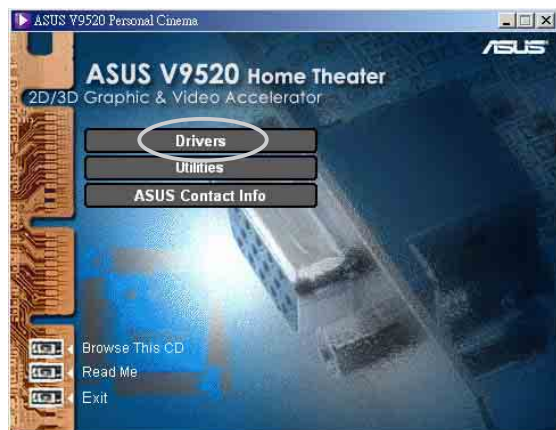 ASUS V9520 Personal Cinema
ASUS
ASUS V9520 Home Theater
2D/3D Graphic & Video Accelerator
Drivers
Utilities
ASUS Contact Info
Browse This CD
Read Me
Exit